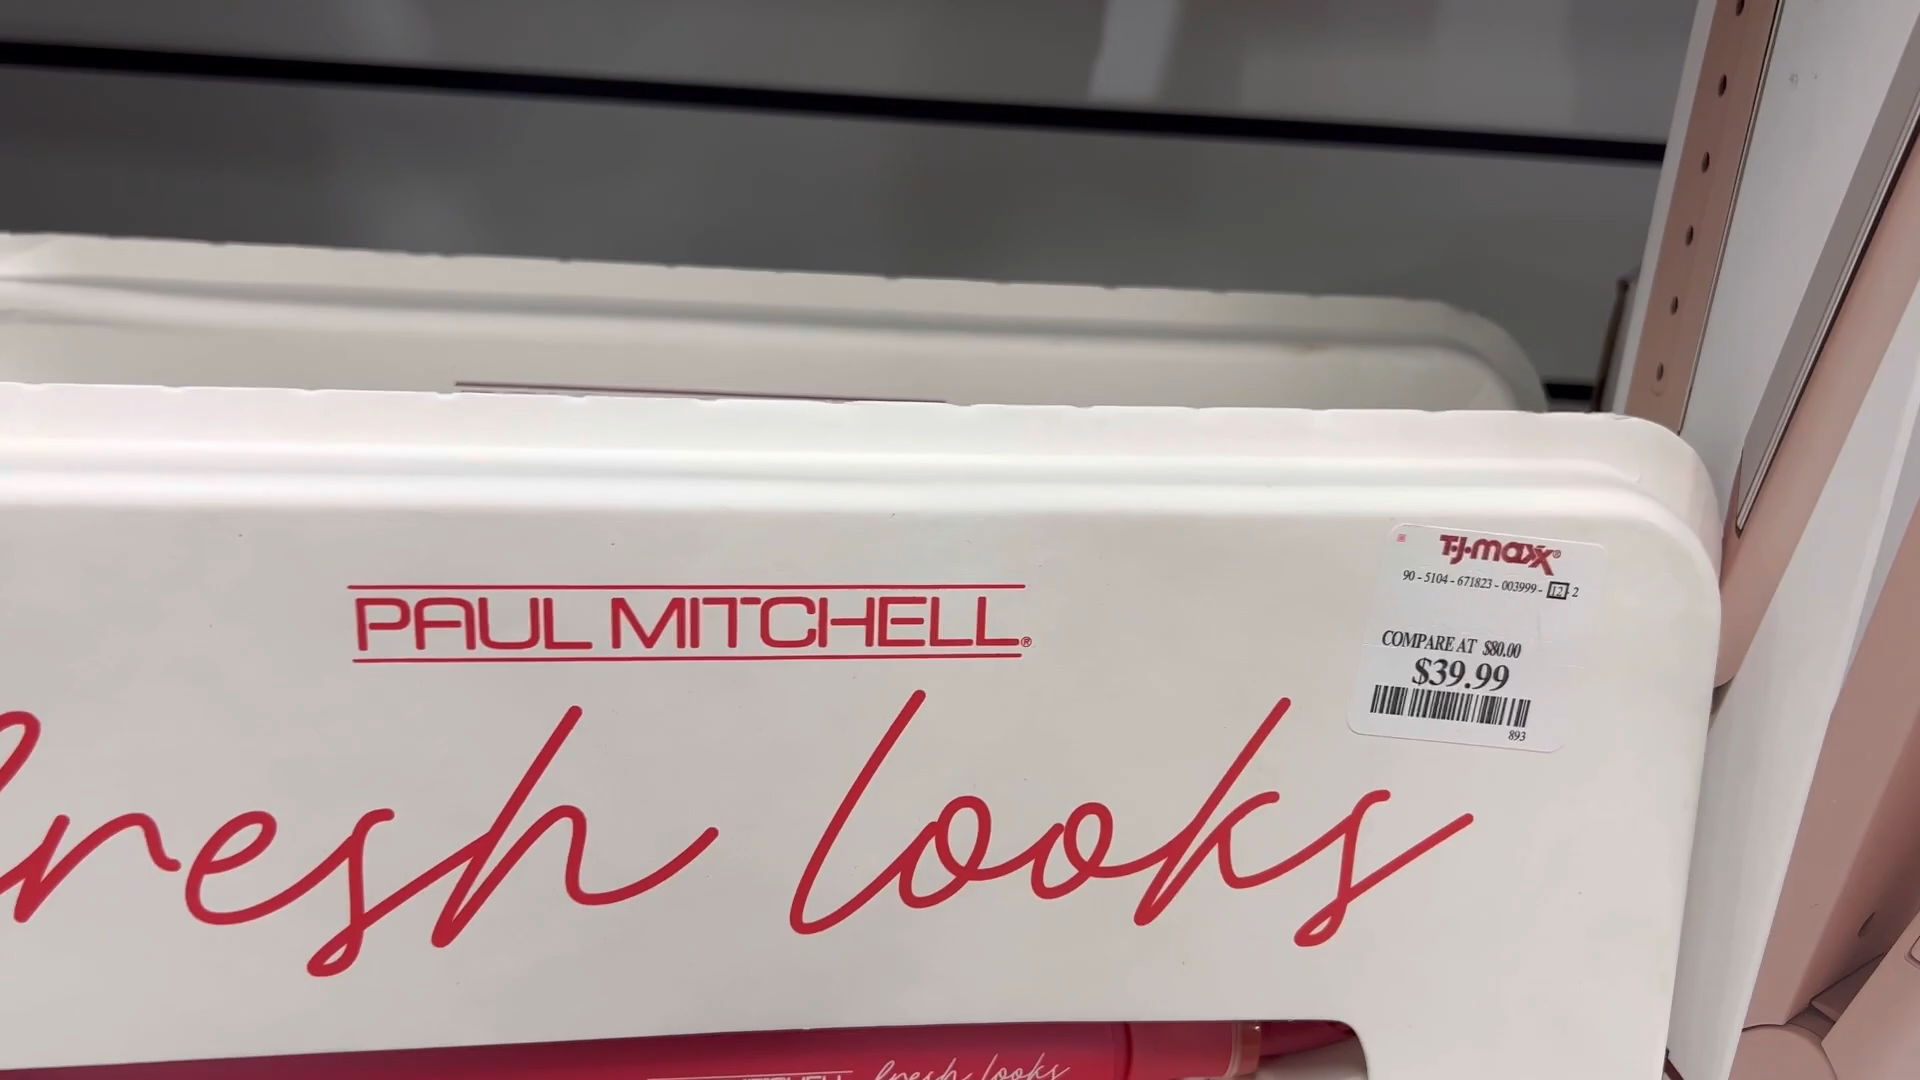 PAUL MITCHELL®
fresh looks
T·J·maxx®
90 - 5104 - 671823 - 003999 - 12 - 2
COMPARE AT $80.00
$39.99
893
fresh looks